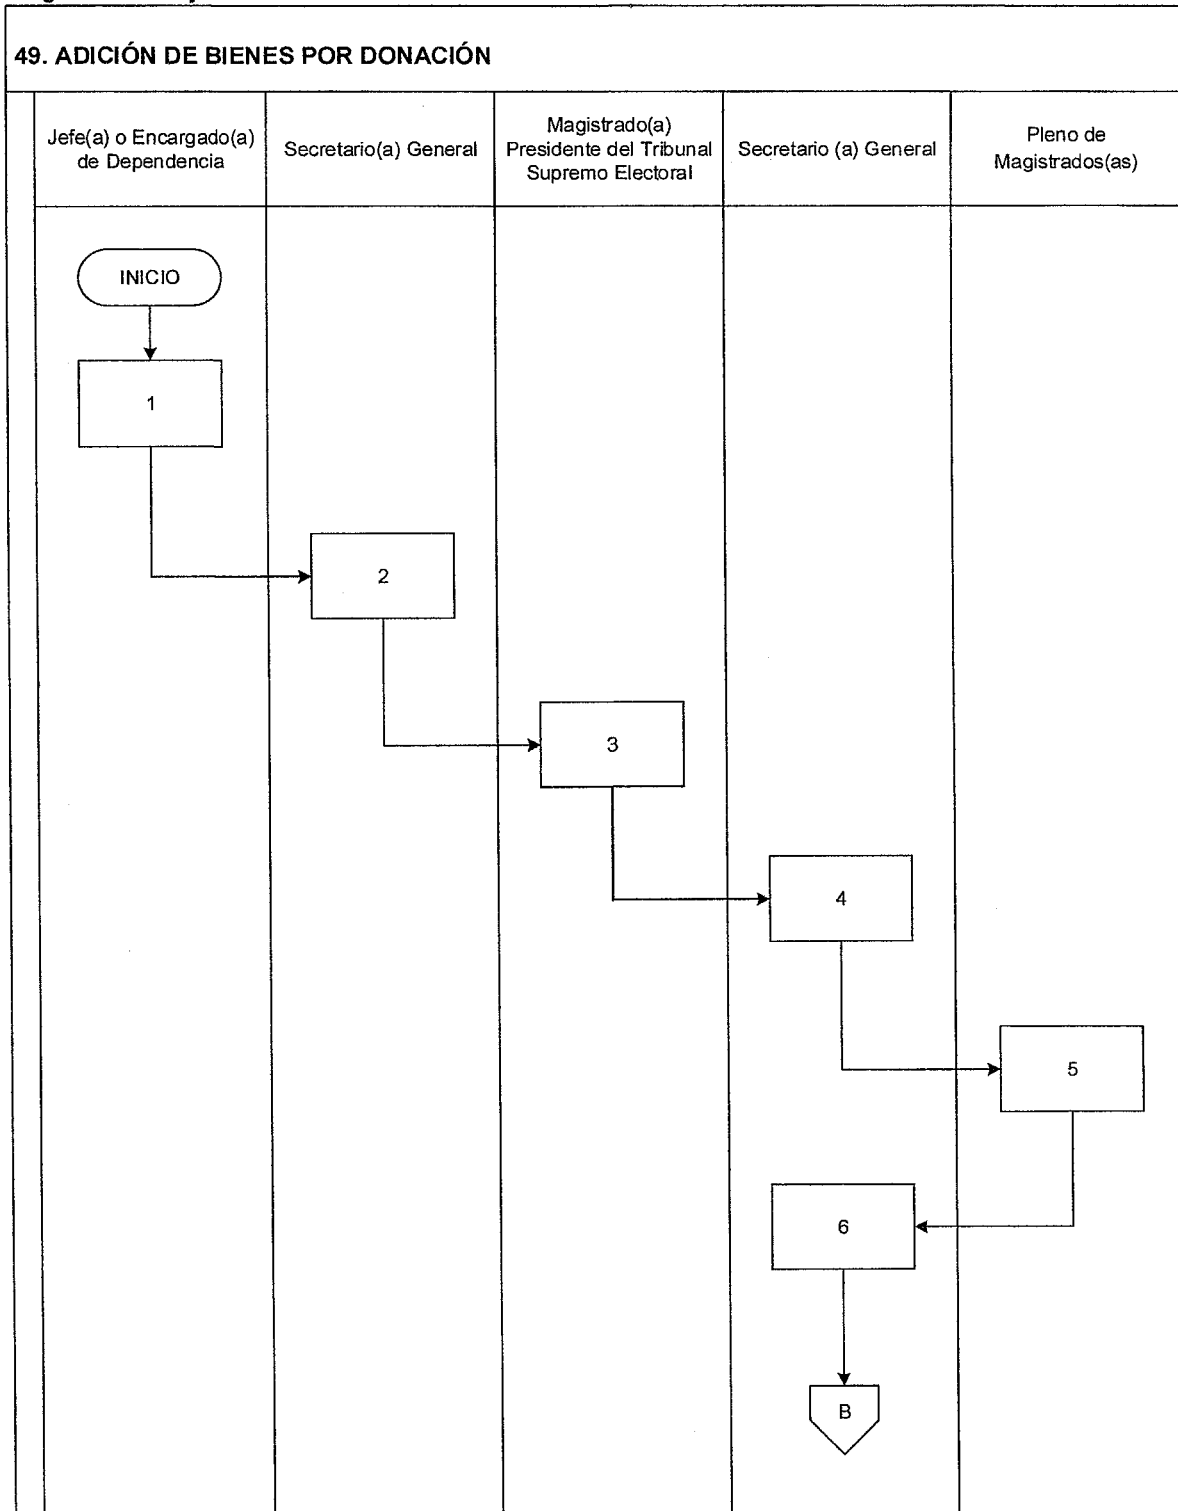 49. ADICIÓN DE BIENES POR DONACIÓN
Jefe(a) o Encargado(a)
de Dependencia
Secretario(a) General
Magistrado(a)
Presidente del Tribunal
Supremo Electoral
Secretario (a) General
Pleno de
Magistrados(as)
INICIO
1
2
3
4
5
6
B